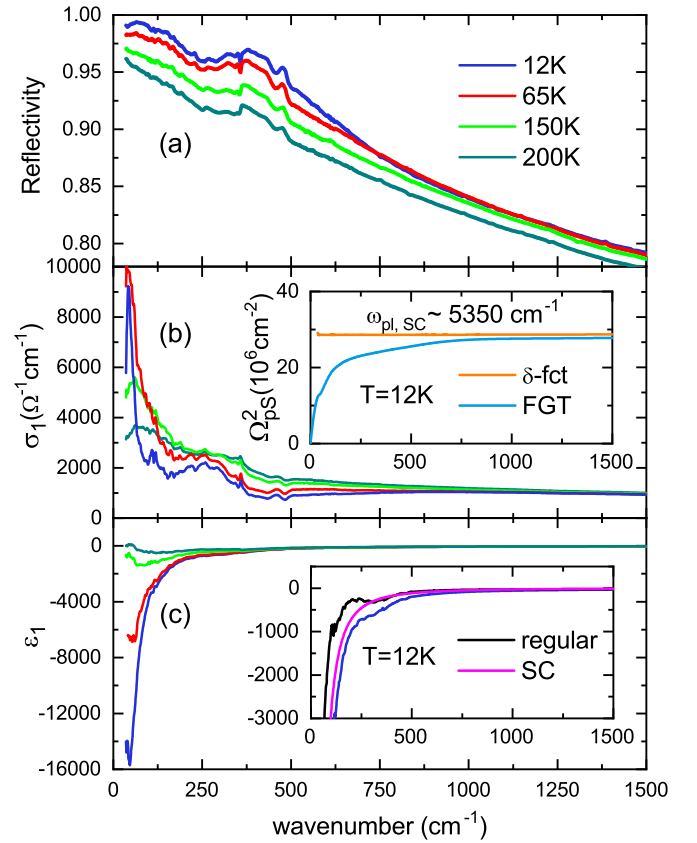 1.00
0.95
0.90
0.85
0.80
Reflectivity
(a)
12K
65K
150K
200K
10000
8000
6000
4000
2000
0
σ₁(Ω⁻¹cm⁻¹)
(b)
40
20
0
Ω²pS(10⁶cm⁻²)
ωpl, SC~ 5350 cm⁻¹
T=12K
δ-fct
FGT
0 500 1000 1500
0
-4000
-8000
-12000
-16000
ε₁
(c)
0
-1000
-2000
-3000
T=12K
regular
SC
0 500 1000 1500
0 250 500 750 1000 1250 1500
wavenumber (cm⁻¹)